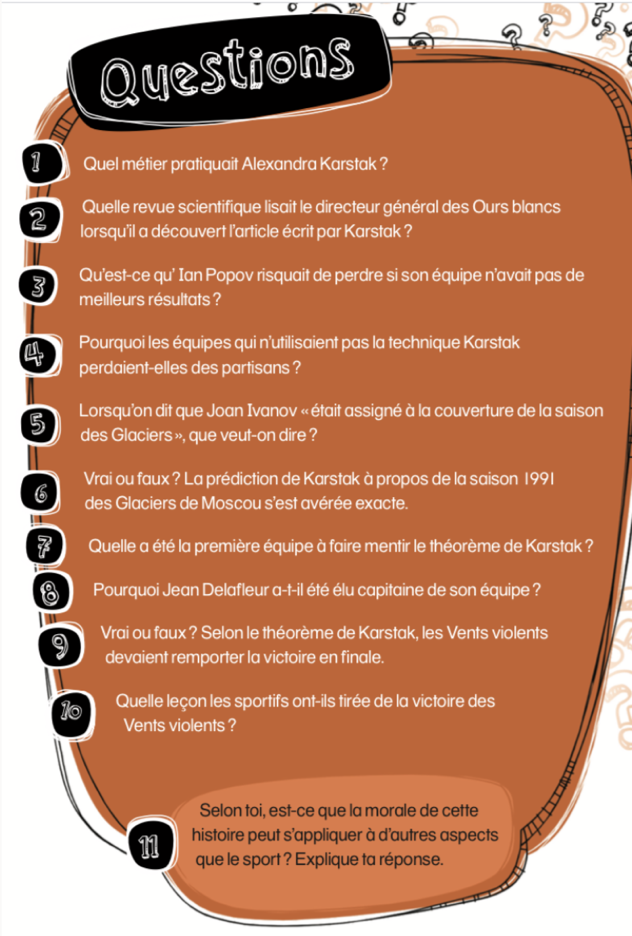 Questions
1 Quel métier pratiquait Alexandra Karstak ?
2 Quelle revue scientifique lisait le directeur général des Ours blancs
lorsqu'il a découvert l'article écrit par Karstak ?
3 Qu'est-ce qu' Ian Popov risquait de perdre si son équipe n'avait pas de
meilleurs résultats ?
4 Pourquoi les équipes qui n'utilisaient pas la technique Karstak
perdaient-elles des partisans ?
5 Lorsqu'on dit que Joan Ivanov « était assigné à la couverture de la saison
des Glaciers », que veut-on dire ?
6 Vrai ou faux ? La prédiction de Karstak à propos de la saison 1991
des Glaciers de Moscou s'est avérée exacte.
7 Quelle a été la première équipe à faire mentir le théorème de Karstak ?
8 Pourquoi Jean Delafleur a-t-il été élu capitaine de son équipe ?
9 Vrai ou faux ? Selon le théorème de Karstak, les Vents violents
devaient remporter la victoire en finale.
10 Quelle leçon les sportifs ont-ils tirée de la victoire des
Vents violents ?
11 Selon toi, est-ce que la morale de cette
histoire peut s'appliquer à d'autres aspects
que le sport ? Explique ta réponse.